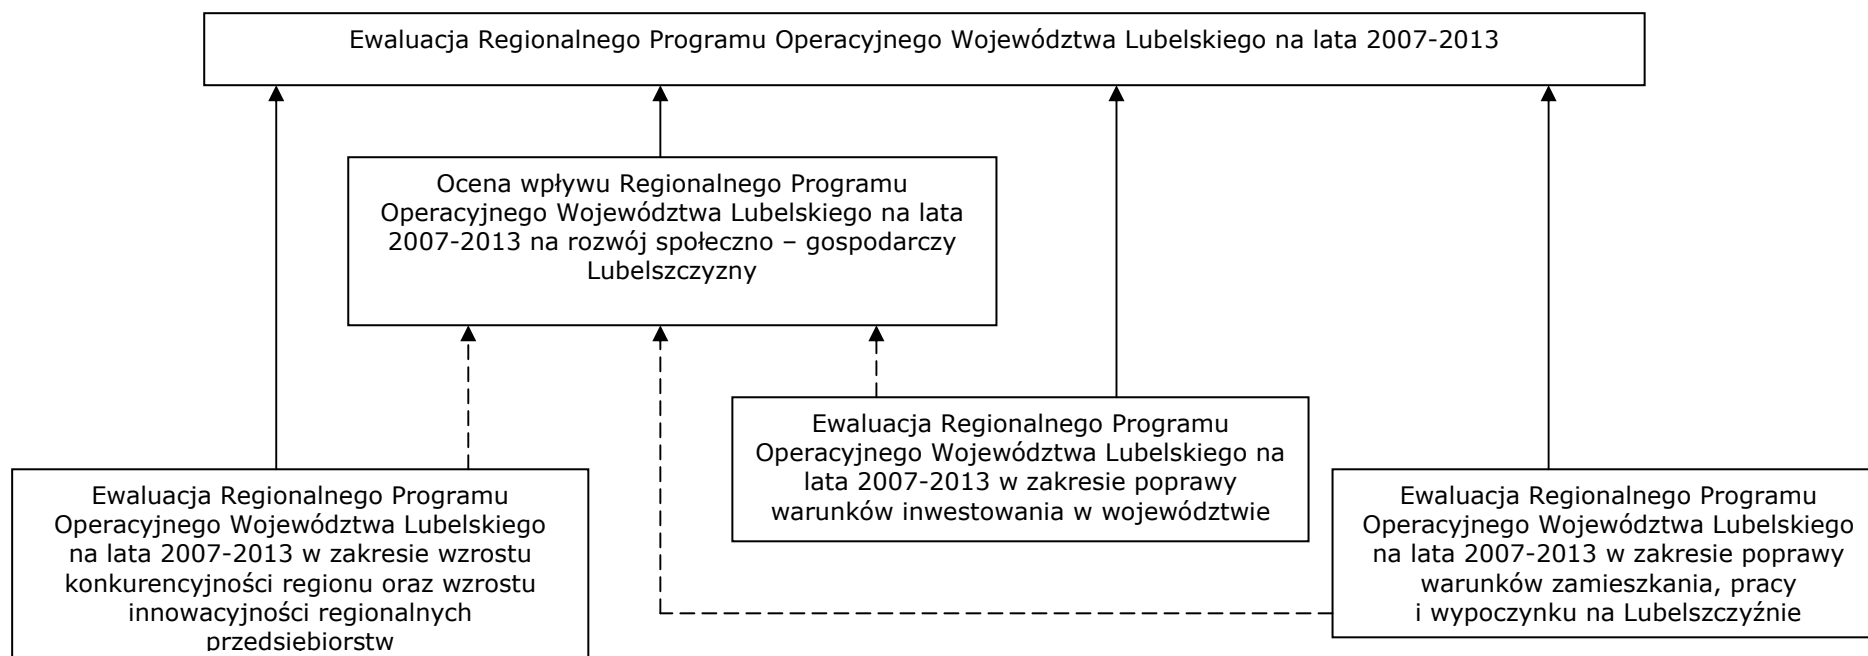 Ewaluacja Regionalnego Programu Operacyjnego Województwa Lubelskiego na lata 2007-2013
Ocena wpływu Regionalnego Programu
Operacyjnego Województwa Lubelskiego na lata
2007-2013 na rozwój społeczno – gospodarczy
Lubelszczyzny
Ewaluacja Regionalnego Programu
Operacyjnego Województwa Lubelskiego na
lata 2007-2013 w zakresie poprawy
warunków inwestowania w województwie
Ewaluacja Regionalnego Programu
Operacyjnego Województwa Lubelskiego
na lata 2007-2013 w zakresie wzrostu
konkurencyjności regionu oraz wzrostu
innowacyjności regionalnych
przedsiębiorstw
Ewaluacja Regionalnego Programu
Operacyjnego Województwa Lubelskiego
na lata 2007-2013 w zakresie poprawy
warunków zamieszkania, pracy
i wypoczynku na Lubelszczyźnie